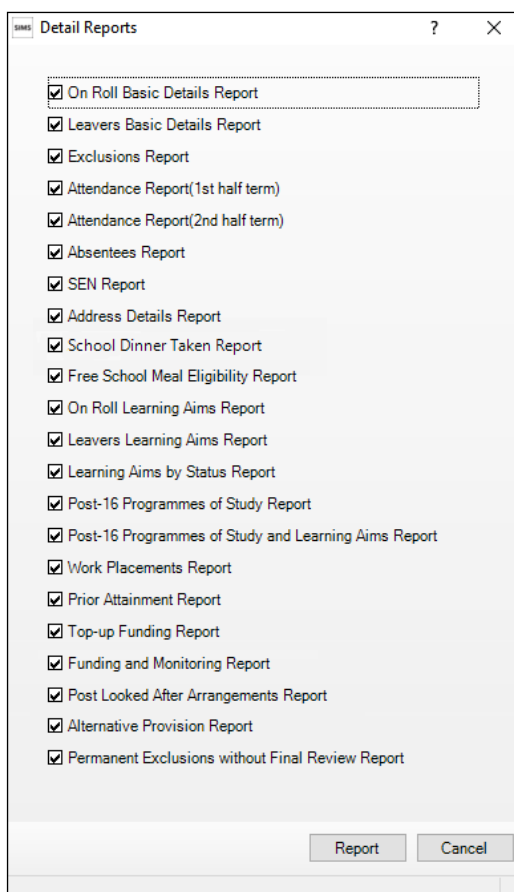 SIMS Detail Reports ? X
On Roll Basic Details Report
Leavers Basic Details Report
Exclusions Report
Attendance Report(1st half term)
Attendance Report(2nd half term)
Absentees Report
SEN Report
Address Details Report
School Dinner Taken Report
Free School Meal Eligibility Report
On Roll Learning Aims Report
Leavers Learning Aims Report
Learning Aims by Status Report
Post-16 Programmes of Study Report
Post-16 Programmes of Study and Learning Aims Report
Work Placements Report
Prior Attainment Report
Top-up Funding Report
Funding and Monitoring Report
Post Looked After Arrangements Report
Alternative Provision Report
Permanent Exclusions without Final Review Report
Report Cancel